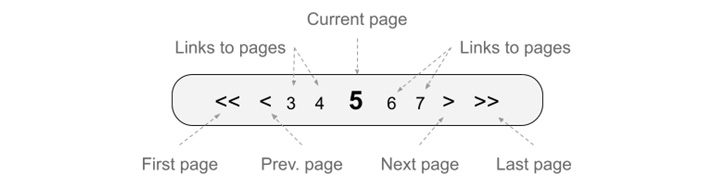 Current page
Links to pages Links to pages
<< < 3 4 5 6 7 > >>
First page Prev. page Next page Last page